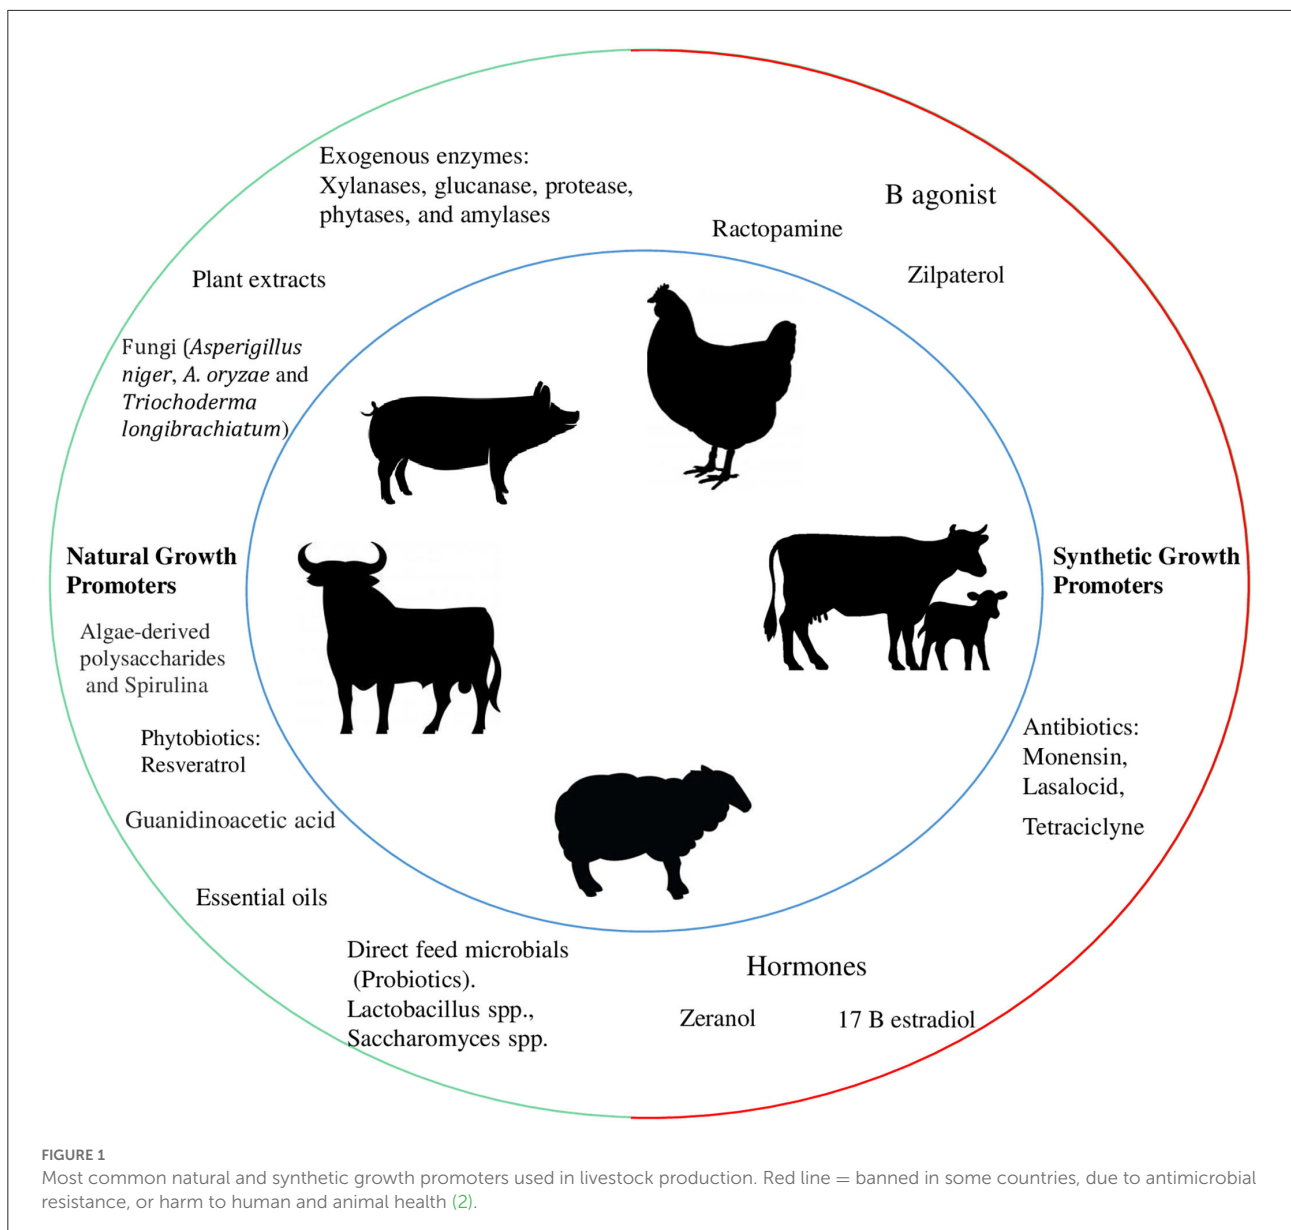 Exogenous enzymes:
Xylanases, glucanase, protease,
phytases, and amylases
B agonist
Ractopamine
Zilpaterol
Plant extracts
Fungi (Asperigillus
niger, A. oryzae and
Triochoderma
longibrachiatum)
Natural Growth
Promoters
Synthetic Growth
Promoters
Algae-derived
polysaccharides
and Spirulina
Phytobiotics:
Resveratrol
Guanidinoacetic acid
Essential oils
Antibiotics:
Monensin,
Lasalocid,
Tetraciclyne
Direct feed microbials
(Probiotics).
Lactobacillus spp.,
Saccharomyces spp.
Hormones
Zeranol
17 B estradiol
FIGURE 1
Most common natural and synthetic growth promoters used in livestock production. Red line = banned in some countries, due to antimicrobial
resistance, or harm to human and animal health (2).